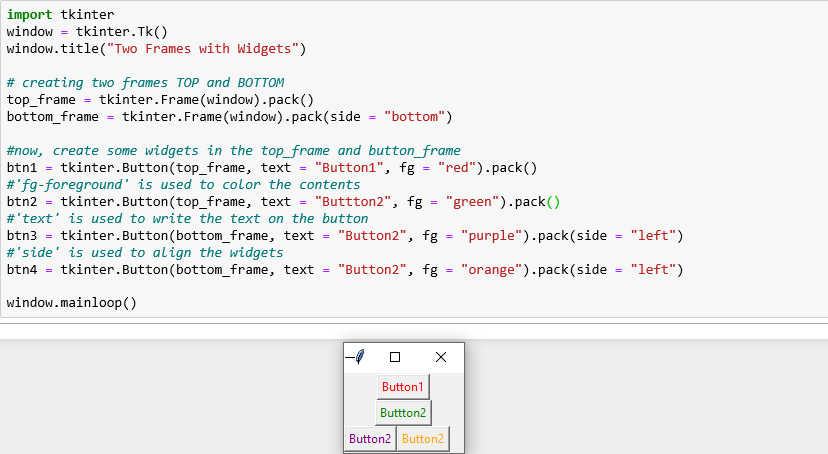 import tkinter
window = tkinter.Tk()
window.title("Two Frames with Widgets")
# creating two frames TOP and BOTTOM
top_frame = tkinter.Frame(window).pack()
bottom_frame = tkinter.Frame(window).pack(side = "bottom")
#now, create some widgets in the top_frame and button_frame
btn1 = tkinter.Button(top_frame, text = "Button1", fg = "red").pack()
#'fg-foreground' is used to color the contents
btn2 = tkinter.Button(top_frame, text = "Buttton2", fg = "green").pack()
#'text' is used to write the text on the button
btn3 = tkinter.Button(bottom_frame, text = "Button2", fg = "purple").pack(side = "left")
#'side' is used to align the widgets
btn4 = tkinter.Button(bottom_frame, text = "Button2", fg = "orange").pack(side = "left")
window.mainloop()
Button1
Buttton2
Button2 Button2